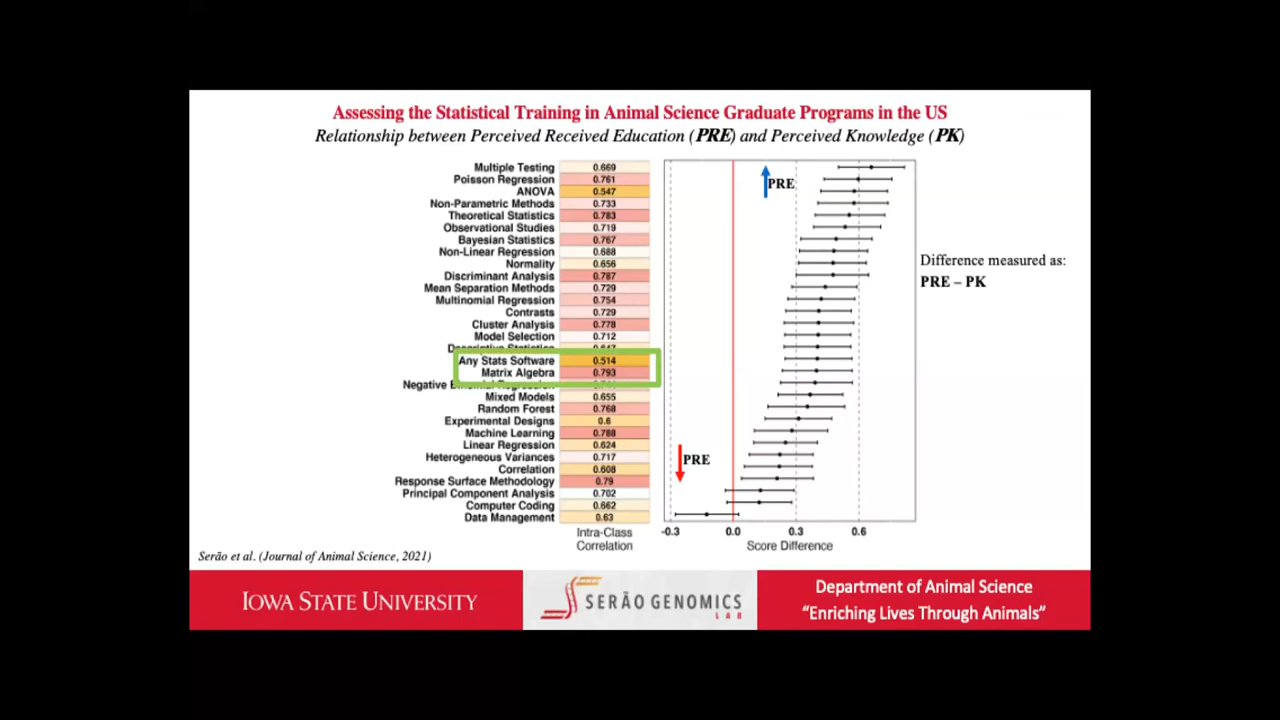 Assessing the Statistical Training in Animal Science Graduate Programs in the US
Relationship between Perceived Received Education (PRE) and Perceived Knowledge (PK)
Multiple Testing 0.669
Poisson Regression 0.761
ANOVA 0.547
Non-Parametric Methods 0.733
Theoretical Statistics 0.783
Observational Studies 0.719
Bayesian Statistics 0.767
Non-Linear Regression 0.688
Normality 0.656
Discriminant Analysis 0.787
Mean Separation Methods 0.729
Multinomial Regression 0.754
Contrasts 0.729
Cluster Analysis 0.778
Model Selection 0.712
Descriptive Statistics 0.647
Any Stats Software 0.514
Matrix Algebra 0.793
Negative Binomial Regression
Mixed Models 0.655
Random Forest 0.768
Experimental Designs 0.6
Machine Learning 0.788
Linear Regression 0.624
Heterogeneous Variances 0.717
Correlation 0.608
Response Surface Methodology 0.79
Principal Component Analysis 0.702
Computer Coding 0.662
Data Management 0.63
Intra-Class
Correlation
PRE
PRE
-0.3 0.0 0.3 0.6
Score Difference
Difference measured as:
PRE – PK
Serão et al. (Journal of Animal Science, 2021)
IOWA STATE UNIVERSITY
SERÃO GENOMICS
LAB
Department of Animal Science
“Enriching Lives Through Animals”